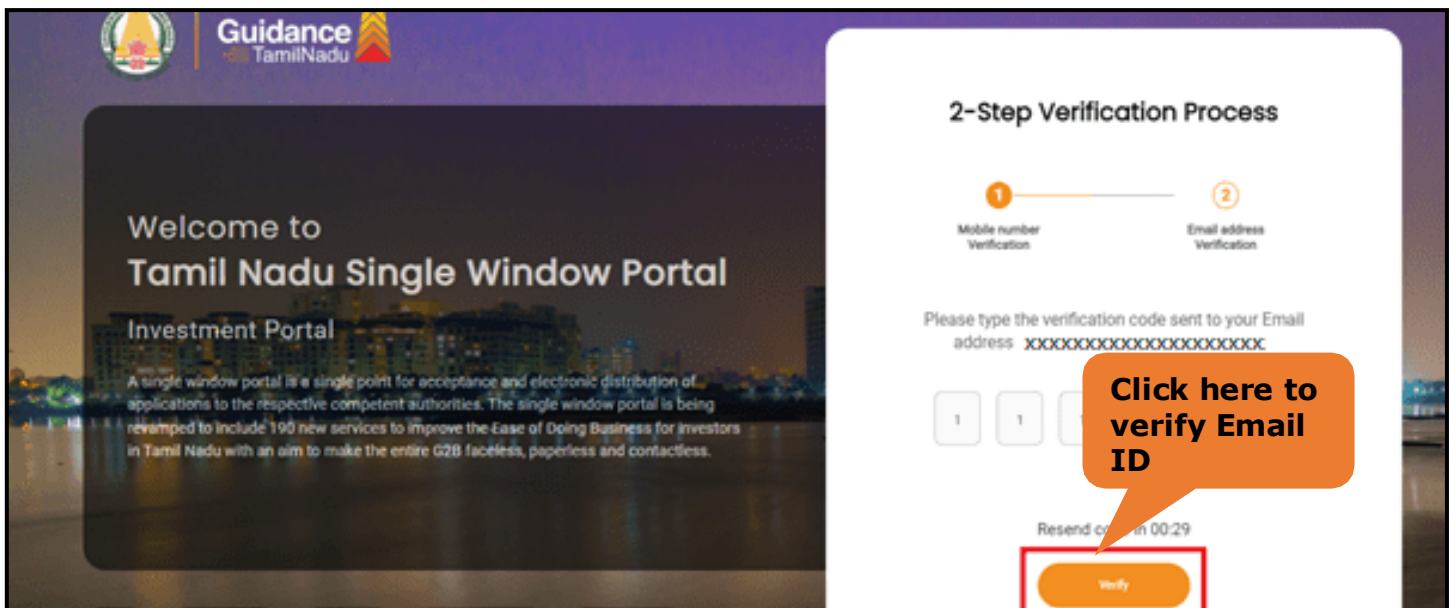 Guidance
TamilNadu
Welcome to
Tamil Nadu Single Window Portal
Investment Portal
A single window portal is a single point for acceptance and electronic distribution of
applications to the respective competent authorities. The single window portal is being
revamped to include 190 new services to improve the Ease of Doing Business for investors
in Tamil Nadu with an aim to make the entire G2B faceless, paperless and contactless.
2-Step Verification Process
1
2
Mobile number
Verification
Email address
Verification
Please type the verification code sent to your Email
address xxxxxxxxxxxxxxxxxxxxx
1 1
Click here to
verify Email
ID
Resend in 00:29
Verify